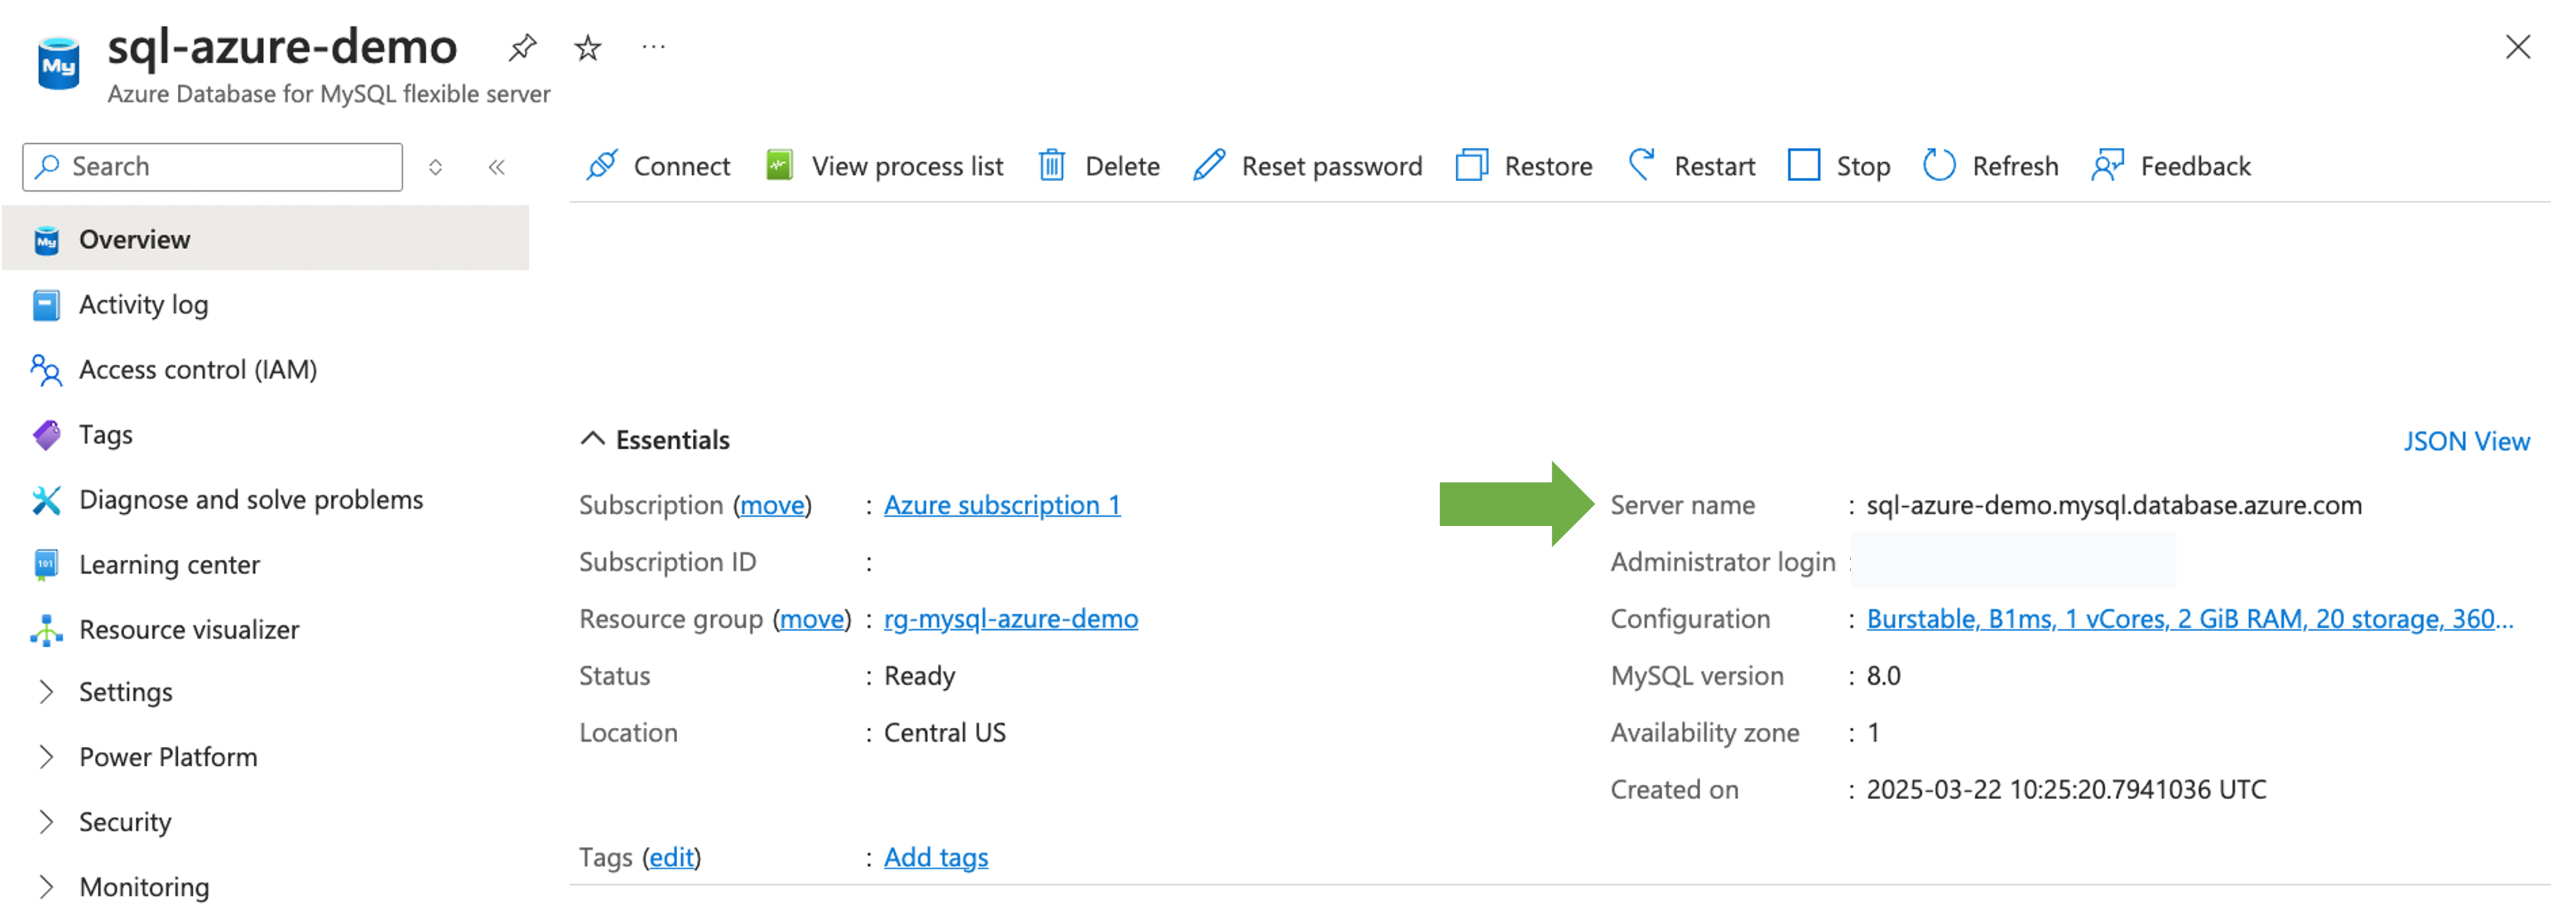 sql-azure-demo ...
Azure Database for MySQL flexible server
My
Search
Connect View process list Delete Reset password Restore Restart Stop Refresh Feedback
My Overview
Activity log
Access control (IAM)
Tags
Diagnose and solve problems
101 Learning center
Resource visualizer
Settings
Power Platform
Security
Monitoring
Essentials
JSON View
Subscription (move) : Azure subscription 1
Subscription ID :
Resource group (move) : rg-mysql-azure-demo
Status : Ready
Location : Central US
Server name : sql-azure-demo.mysql.database.azure.com
Administrator login :
Configuration : Burstable, B1ms, 1 vCores, 2 GiB RAM, 20 storage, 360...
MySQL version : 8.0
Availability zone : 1
Created on : 2025-03-22 10:25:20.7941036 UTC
Tags (edit) : Add tags